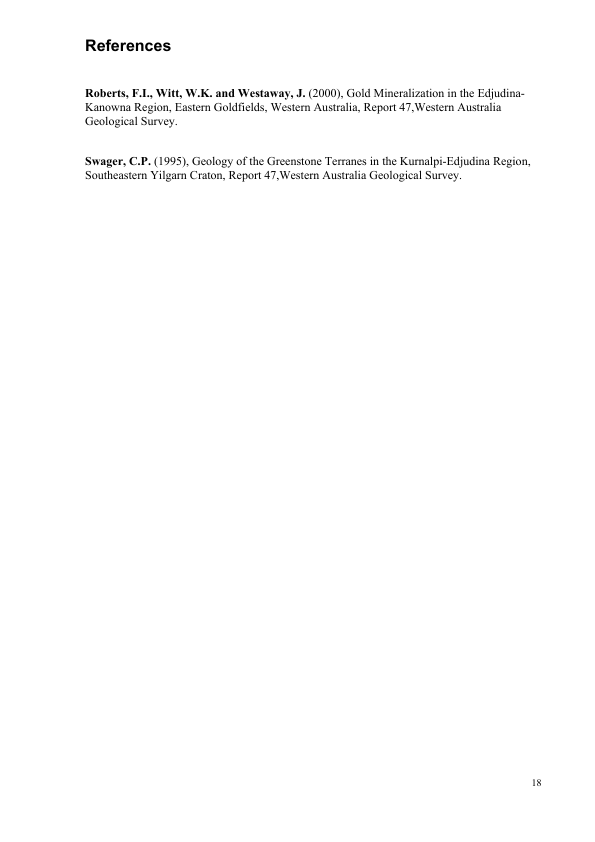 References
Roberts, F.I., Witt, W.K. and Westaway, J. (2000), Gold Mineralization in the Edjudina-
Kanowna Region, Eastern Goldfields, Western Australia, Report 47,Western Australia
Geological Survey.
Swager, C.P. (1995), Geology of the Greenstone Terranes in the Kurnalpi-Edjudina Region,
Southeastern Yilgarn Craton, Report 47,Western Australia Geological Survey.
18